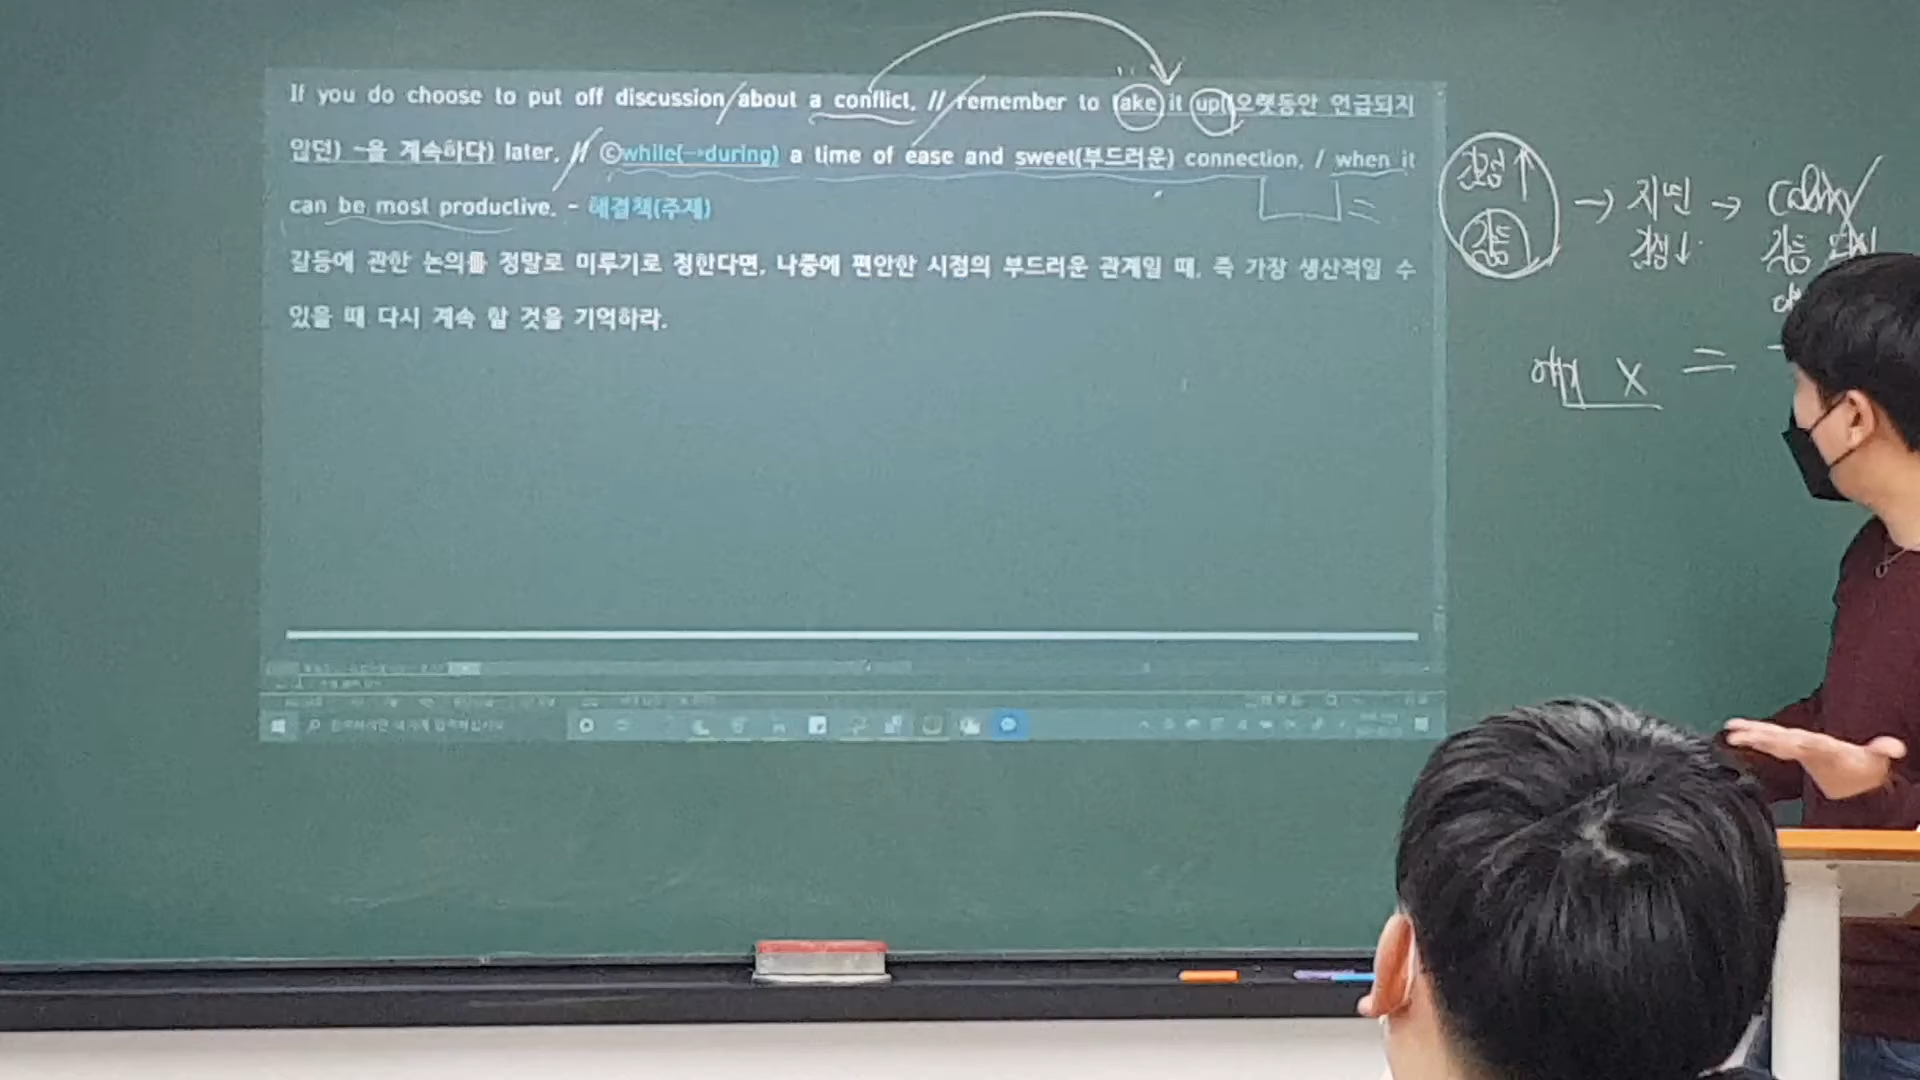 If you do choose to put off discussion about a conflict, // remember to take it up((오랫동안 언급되지
않던) ~을 계속하다) later, // ⓒwhile(→during) a time of ease and sweet(부드러운) connection, / when it
can be most productive. - 해결책(주제)
갈등에 관한 논의를 정말로 미루기로 정한다면, 나중에 편안한 시점의 부드러운 관계일 때, 즉 가장 생산적일 수
있을 때 다시 계속 할 것을 기억하라.
감정↑ → 지연 → calm
갈등 감정↓ 갈등
X =